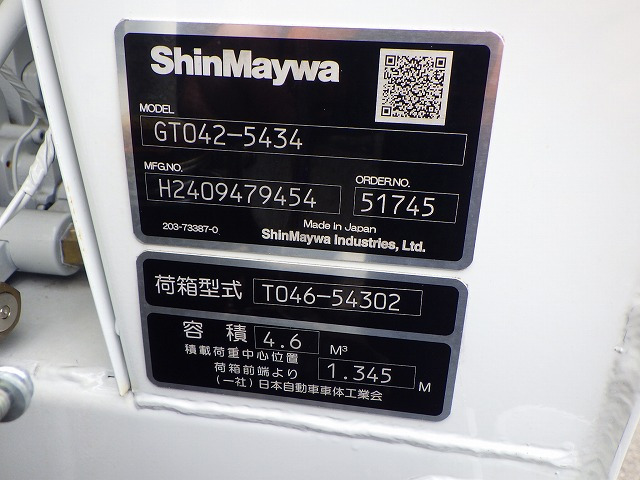 ShinMaywa
MODEL
GT042-5434
MFG.NO.
ORDER.NO.
H2409479454
51745
203-73387-0
Made in Japan
ShinMaywa Industries, Ltd.
荷箱型式 T046-54302
容積 4.6 M³
積載荷重中心位置
荷箱前端より 1.345 M
(一社)日本自動車車体工業会